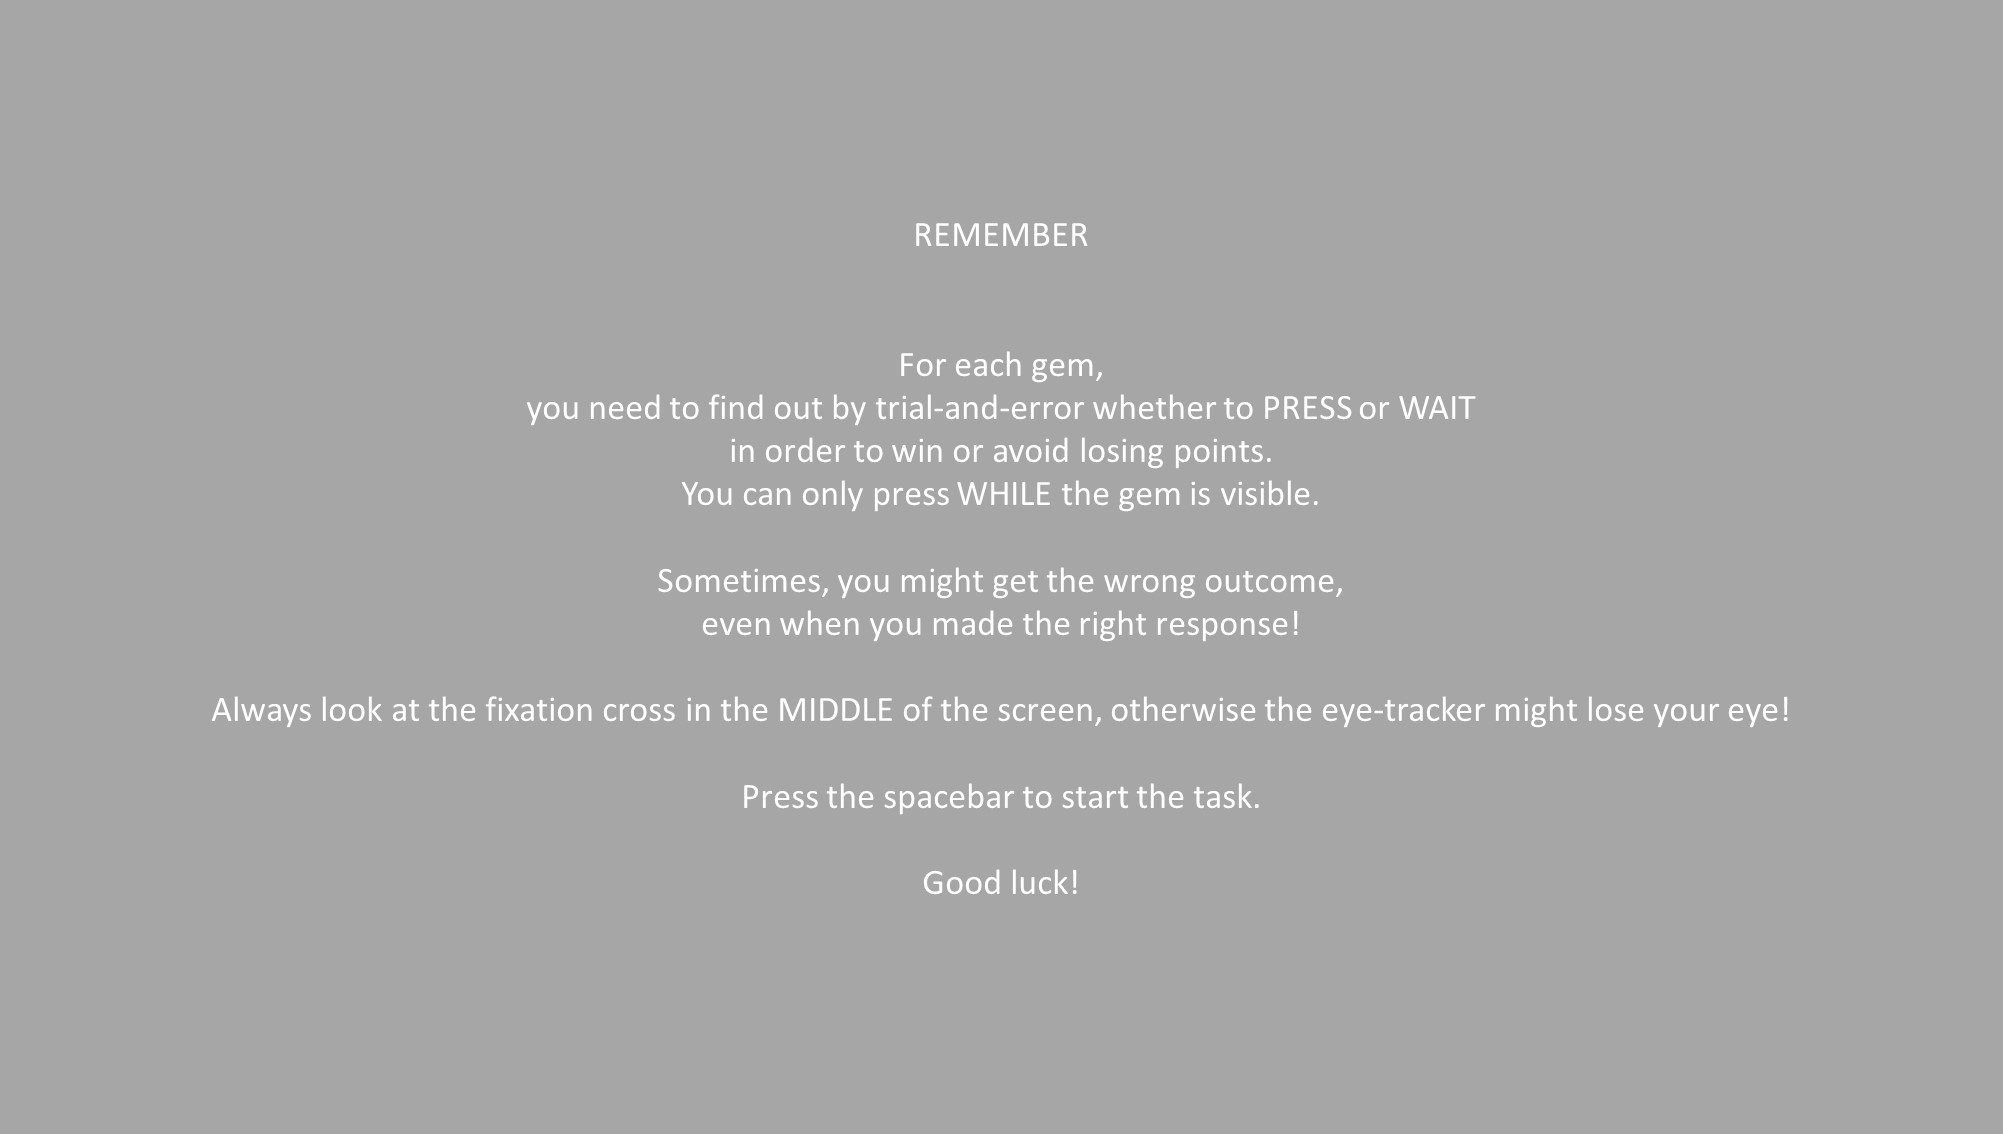 REMEMBER
For each gem,
you need to find out by trial-and-error whether to PRESS or WAIT
in order to win or avoid losing points.
You can only press WHILE the gem is visible.
Sometimes, you might get the wrong outcome,
even when you made the right response!
Always look at the fixation cross in the MIDDLE of the screen, otherwise the eye-tracker might lose your eye!
Press the spacebar to start the task.
Good luck!